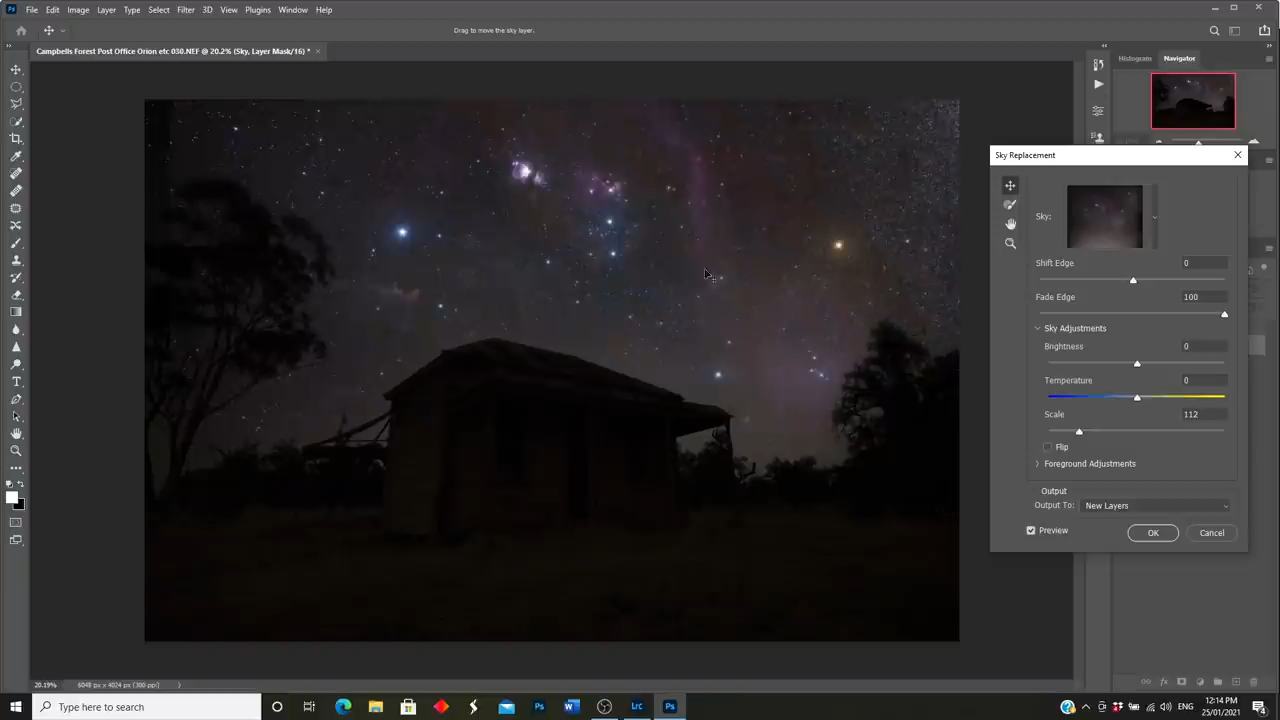 Ps File Edit Image Layer Type Select Filter 3D View Plugins Window Help
Drag to move the sky layer.
Campbells Forest Post Office Orion etc 030.NEF @ 20.2% (Sky, Layer Mask/16) * ×
Histogram Navigator
Sky Replacement
Sky:
Shift Edge 0
Fade Edge 100
Sky Adjustments
Brightness 0
Temperature 0
Scale 112
Flip
Foreground Adjustments
Output
Output To: New Layers
Preview OK Cancel
20.19% 6048 px x 4024 px (300 ppi)
Type here to search
Ps Lrc Ps
ENG
12:14 PM
25/01/2021